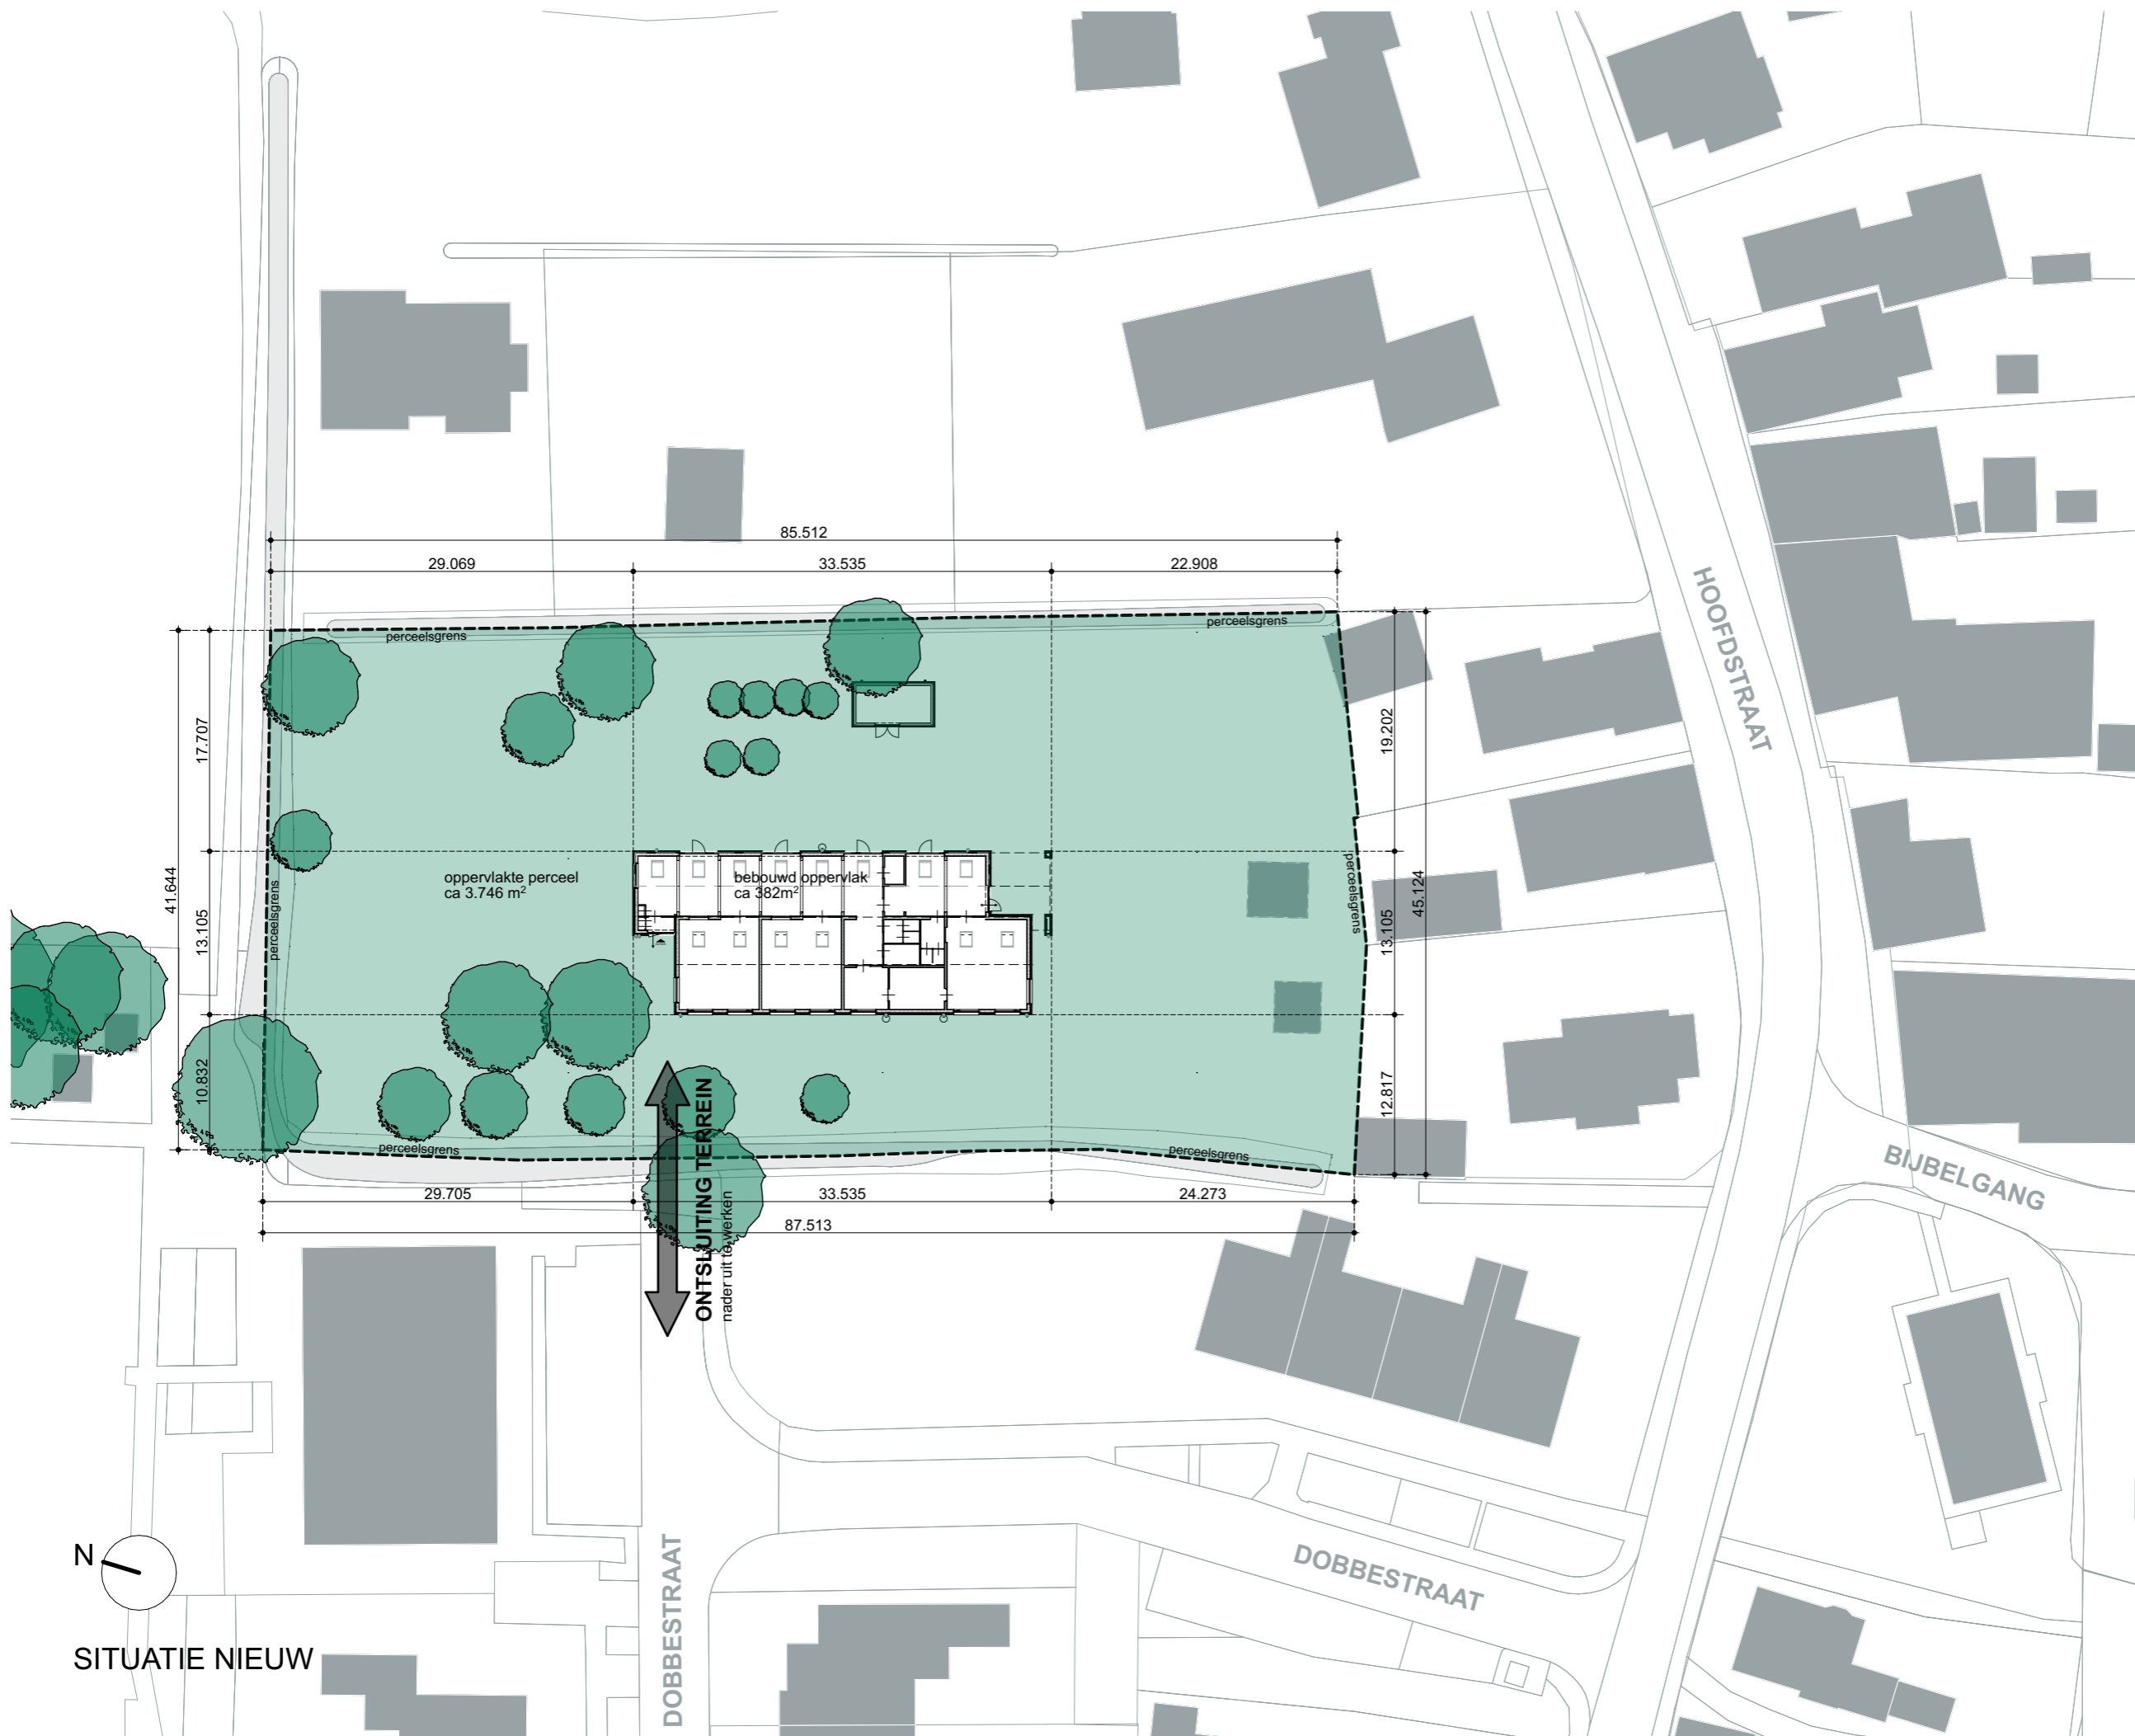 85.512
29.069
33.535
22.908
perceelsgrens
perceelsgrens
HOOFDSTRAAT
17.707
19.202
41.644
13.105
perceelsgrens
oppervlakte perceel
ca 3.746 m²
bebouwd oppervlak
ca 382m²
perceelsgrens
13.105
45.124
10.832
12.817
perceelsgrens
perceelsgrens
ONTSLUITING TERREIN
nader uit te werken
29.705
33.535
24.273
87.513
BIJBELGANG
DOBBESTRAAT
DOBBESTRAAT
N
SITUATIE NIEUW